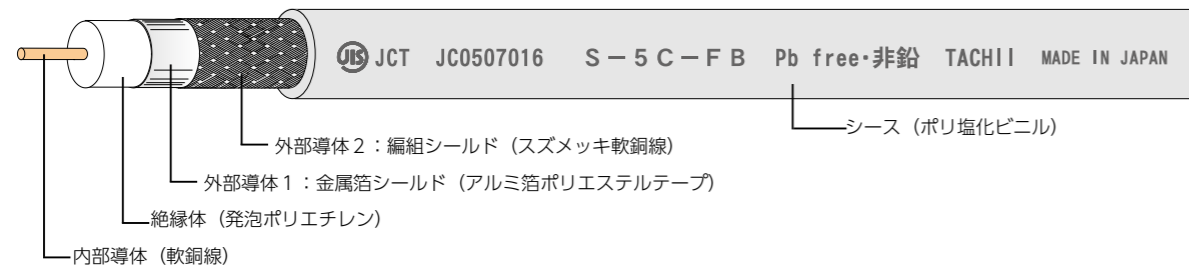 JIS JCT JC0507016 S－5C－FB Pb free・非鉛 TACHII MADE IN JAPAN
シース（ポリ塩化ビニル）
外部導体２：編組シールド（スズメッキ軟銅線）
外部導体１：金属箔シールド（アルミ箔ポリエステルテープ）
絶縁体（発泡ポリエチレン）
内部導体（軟銅線）